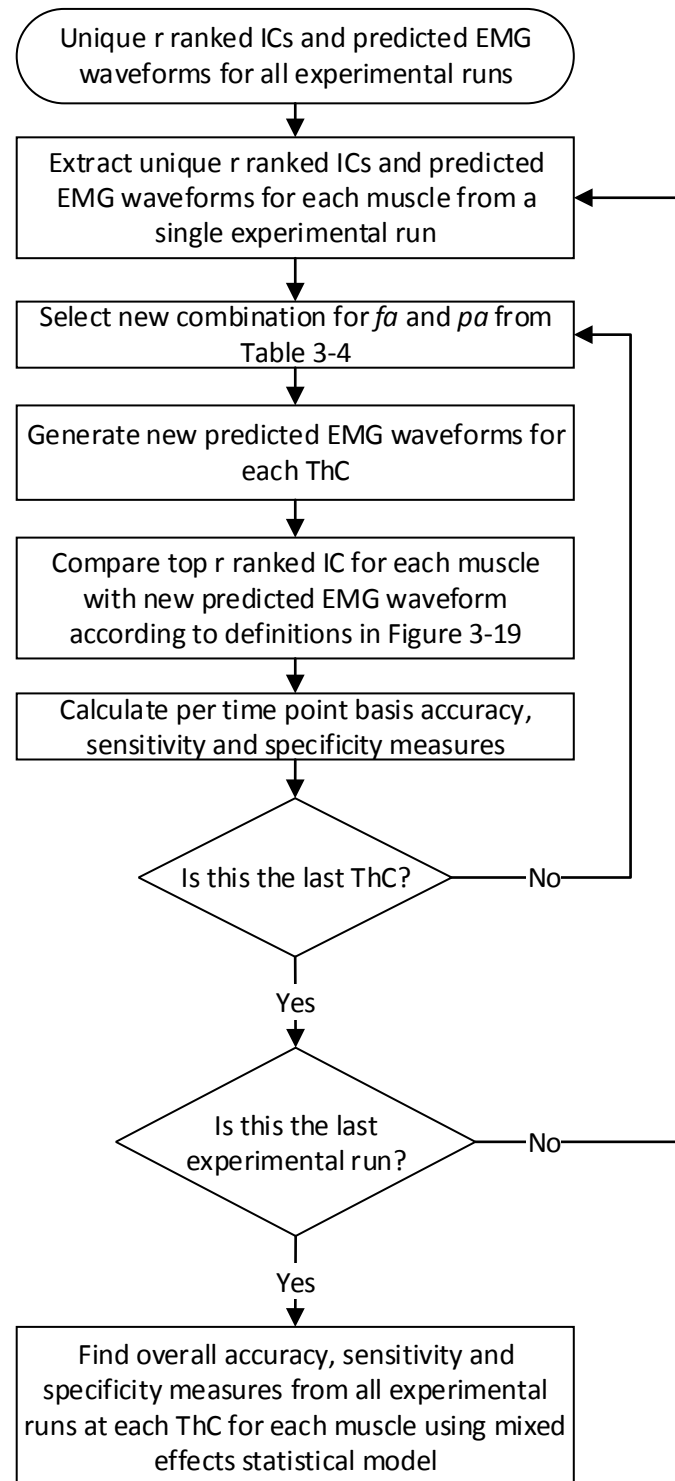 Unique r ranked ICs and predicted EMG
waveforms for all experimental runs
Extract unique r ranked ICs and predicted
EMG waveforms for each muscle from a
single experimental run
Select new combination for fa and pa from
Table 3-4
Generate new predicted EMG waveforms for
each ThC
Compare top r ranked IC for each muscle
with new predicted EMG waveform
according to definitions in Figure 3-19
Calculate per time point basis accuracy,
sensitivity and specificity measures
Is this the last ThC?
No
Yes
Is this the last
experimental run?
No
Yes
Find overall accuracy, sensitivity and
specificity measures from all experimental
runs at each ThC for each muscle using mixed
effects statistical model